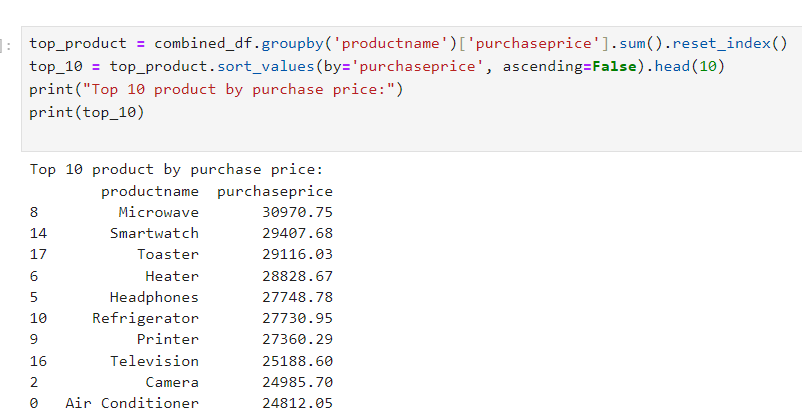 ]:
top_product = combined_df.groupby('productname')['purchaseprice'].sum().reset_index()
top_10 = top_product.sort_values(by='purchaseprice', ascending=False).head(10)
print("Top 10 product by purchase price:")
print(top_10)
Top 10 product by purchase price:
productname purchaseprice
8 Microwave 30970.75
14 Smartwatch 29407.68
17 Toaster 29116.03
6 Heater 28828.67
5 Headphones 27748.78
10 Refrigerator 27730.95
9 Printer 27360.29
16 Television 25188.60
2 Camera 24985.70
0 Air Conditioner 24812.05